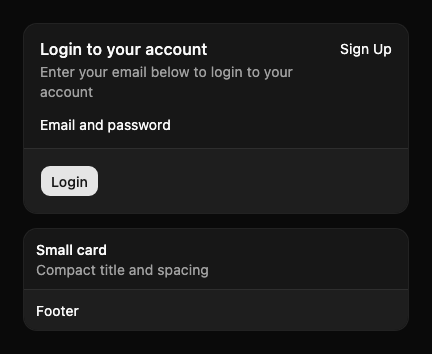 Login to your account
Sign Up
Enter your email below to login to your
account
Email and password
Login
Small card
Compact title and spacing
Footer